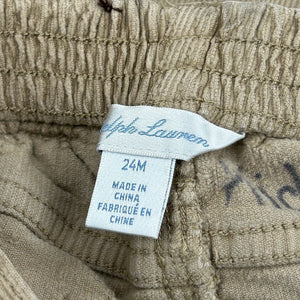 lph Lauren
24M
MADE IN
CHINA
FABRIQUÉ EN
CHINE